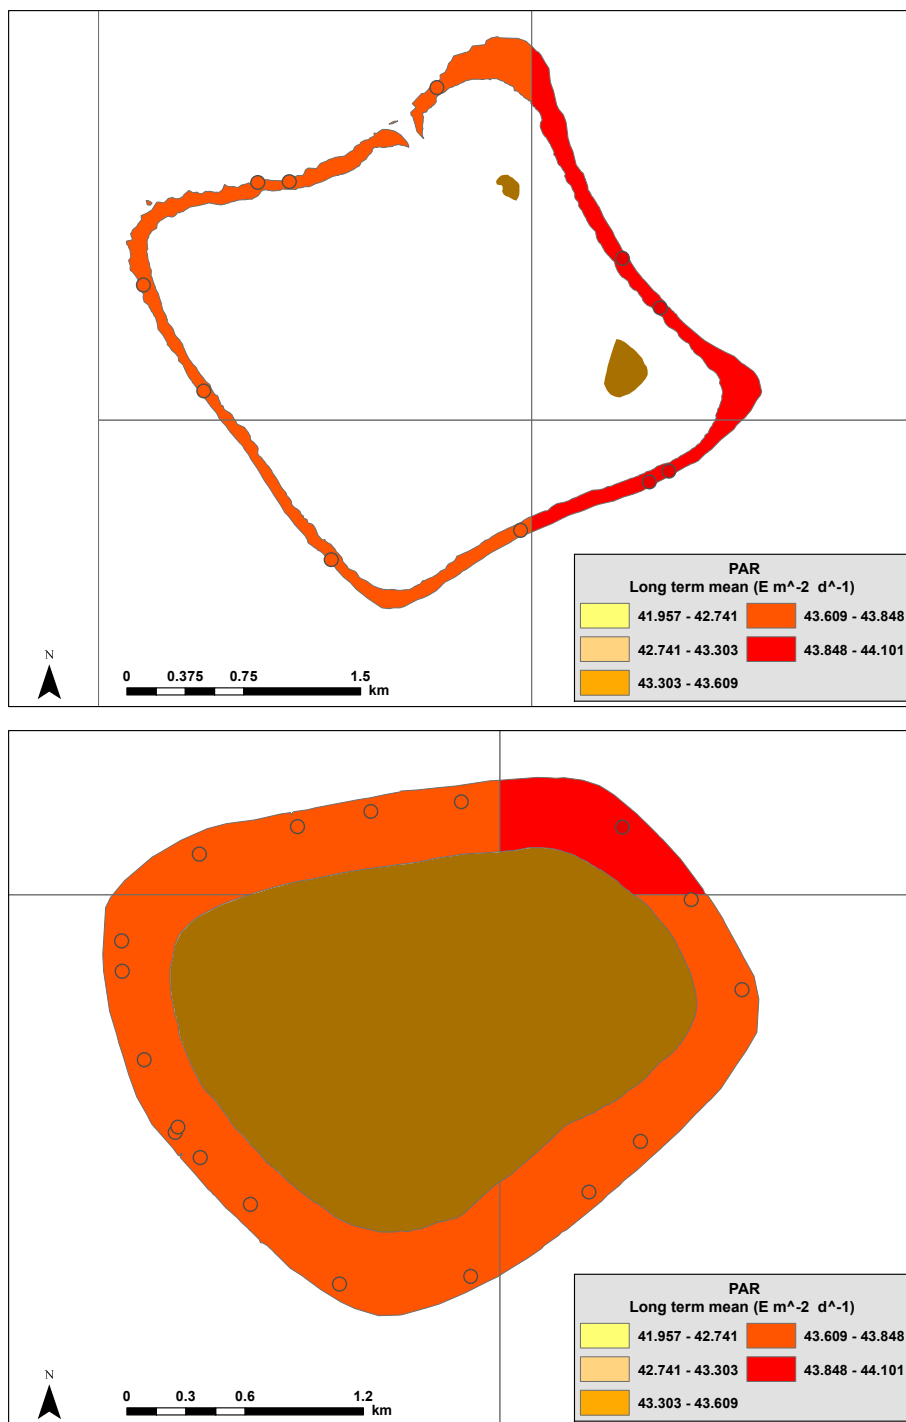 PAR
Long term mean (E m^-2 d^-1)
41.957 - 42.741
43.609 - 43.848
42.741 - 43.303
43.848 - 44.101
43.303 - 43.609
N
0 0.375 0.75 1.5
km
PAR
Long term mean (E m^-2 d^-1)
41.957 - 42.741
43.609 - 43.848
42.741 - 43.303
43.848 - 44.101
43.303 - 43.609
N
0 0.3 0.6 1.2
km